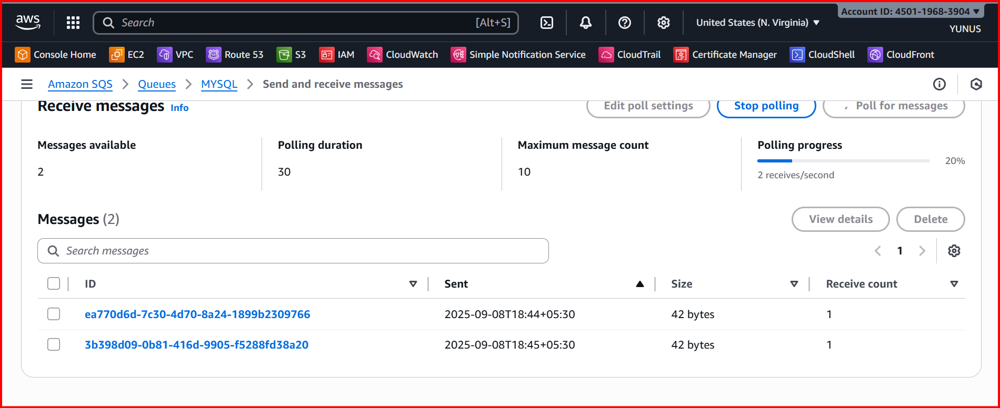 Account ID: 4501-1968-3904
aws Search [Alt+S] United States (N. Virginia) YUNUS
Console Home EC2 VPC Route 53 S3 IAM CloudWatch Simple Notification Service CloudTrail Certificate Manager CloudShell CloudFront
Amazon SQS Queues MYSQL Send and receive messages
Receive messages Info Edit poll settings Stop polling Poll for messages
Messages available Polling duration Maximum message count Polling progress
2 30 10 20%
2 receives/second
Messages (2) View details Delete
Search messages 1
ID Sent Size Receive count
ea770d6d-7c30-4d70-8a24-1899b2309766 2025-09-08T18:44+05:30 42 bytes 1
3b398d09-0b81-416d-9905-f5288fd38a20 2025-09-08T18:45+05:30 42 bytes 1